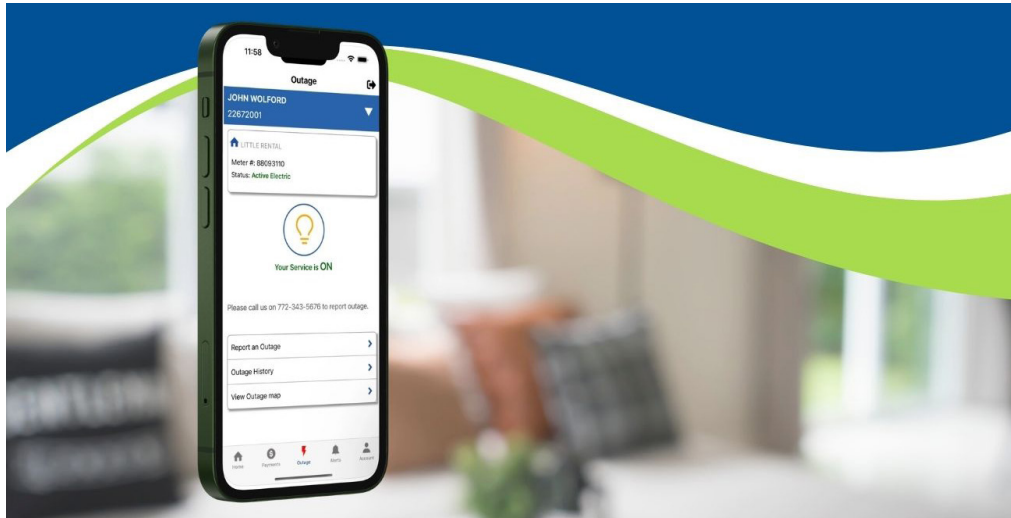 11:58
Outage
JOHN WOLFORD
22672001
LITTLE RENTAL
Meter #: 88093110
Status: Active Electric
Your Service is ON
Please call us on 772-343-5676 to report outage.
Report an Outage
Outage History
View Outage map
Home
Payments
Outage
Alerts
Account